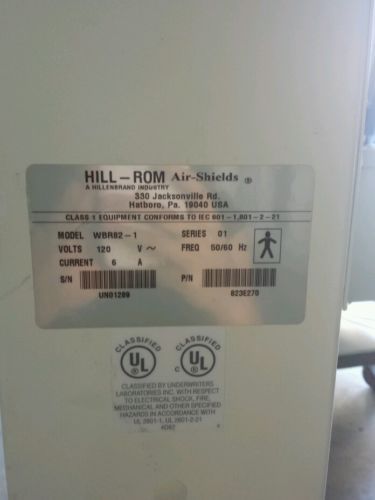 HILL-ROM Air-Shields ®
A HILLENBRAND INDUSTRY
330 Jacksonville Rd.
Hatboro, Pa. 19040 USA
CLASS 1 EQUIPMENT CONFORMS TO IEC 601-1,601-2-21
MODEL WBR82-1 SERIES 01
VOLTS 120 V ~ FREQ 50/60 Hz
CURRENT 6 A
S/N P/N
UN01289 823E270
CLASSIFIED CLASSIFIED
UL ® C UL ®
CLASSIFIED BY UNDERWRITERS
LABORATORIES INC. WITH RESPECT
TO ELECTRICAL SHOCK, FIRE,
MECHANICAL AND OTHER SPECIFIED
HAZARDS IN ACCORDANCE WITH
UL 2601-1, UL 2601-2-21
4D82